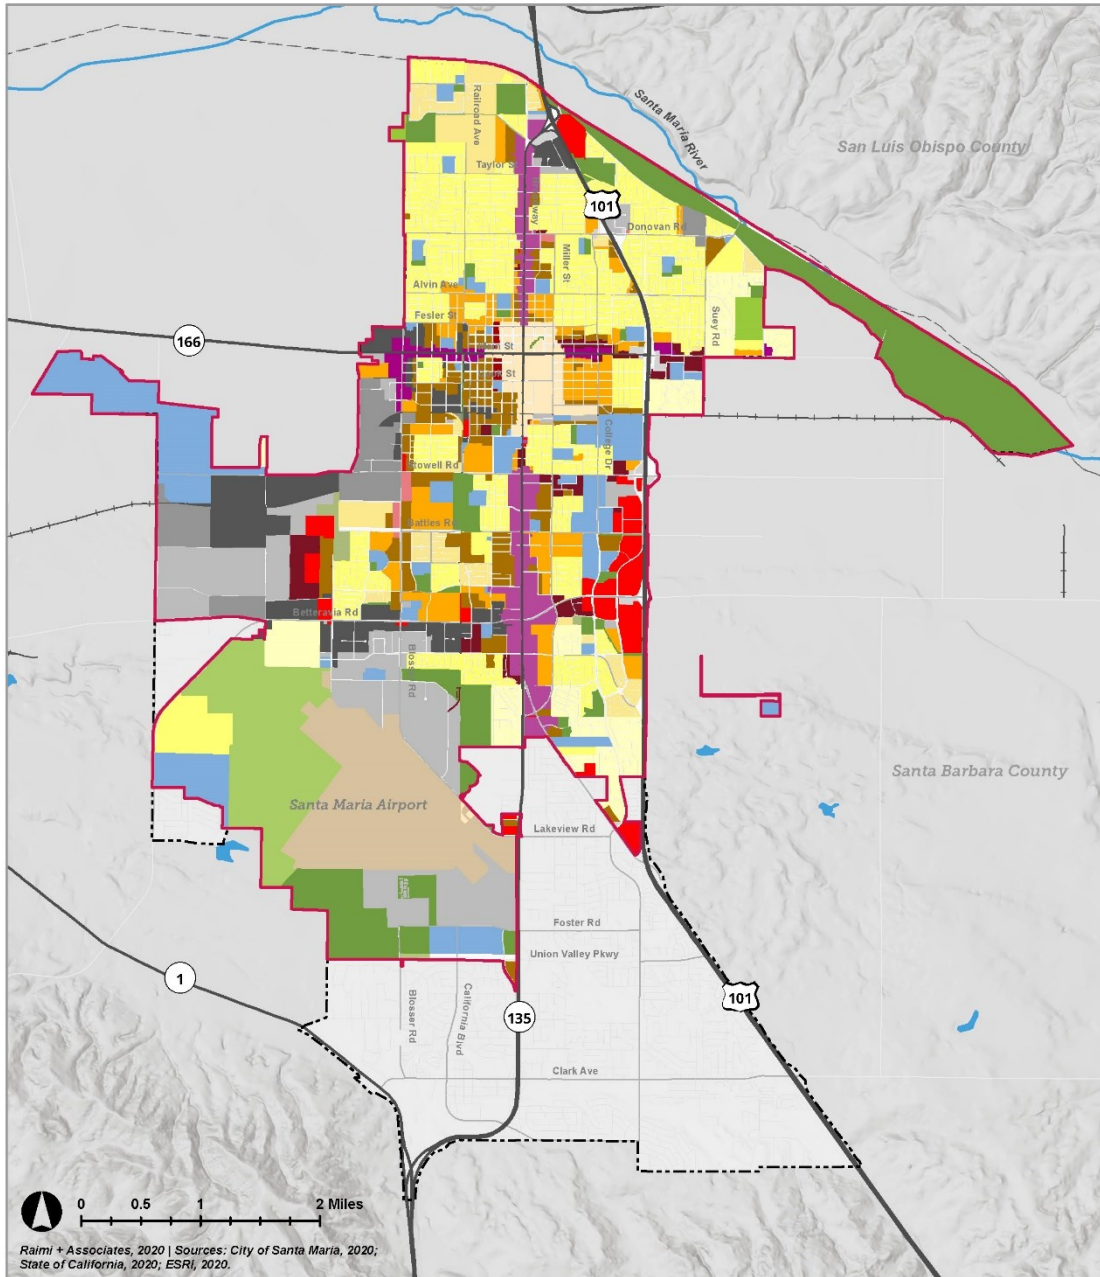 Santa Maria River
San Luis Obispo County
Railroad Ave
Taylor S
101
way
Donovan Rd
Miller St
Alvin Ave
Fesler St
Suey Rd
166
St
St
College Dr
Stowell Rd
Battles Rd
Betteravia Rd
Blosser Rd
Santa Barbara County
Santa Maria Airport
Lakeview Rd
Foster Rd
Union Valley Pkwy
1
101
Blosser Rd
California Blvd
135
Clark Ave
0 0.5 1 2 Miles
Raimi + Associates, 2020 | Sources: City of Santa Maria, 2020;
State of California, 2020; ESRI, 2020.